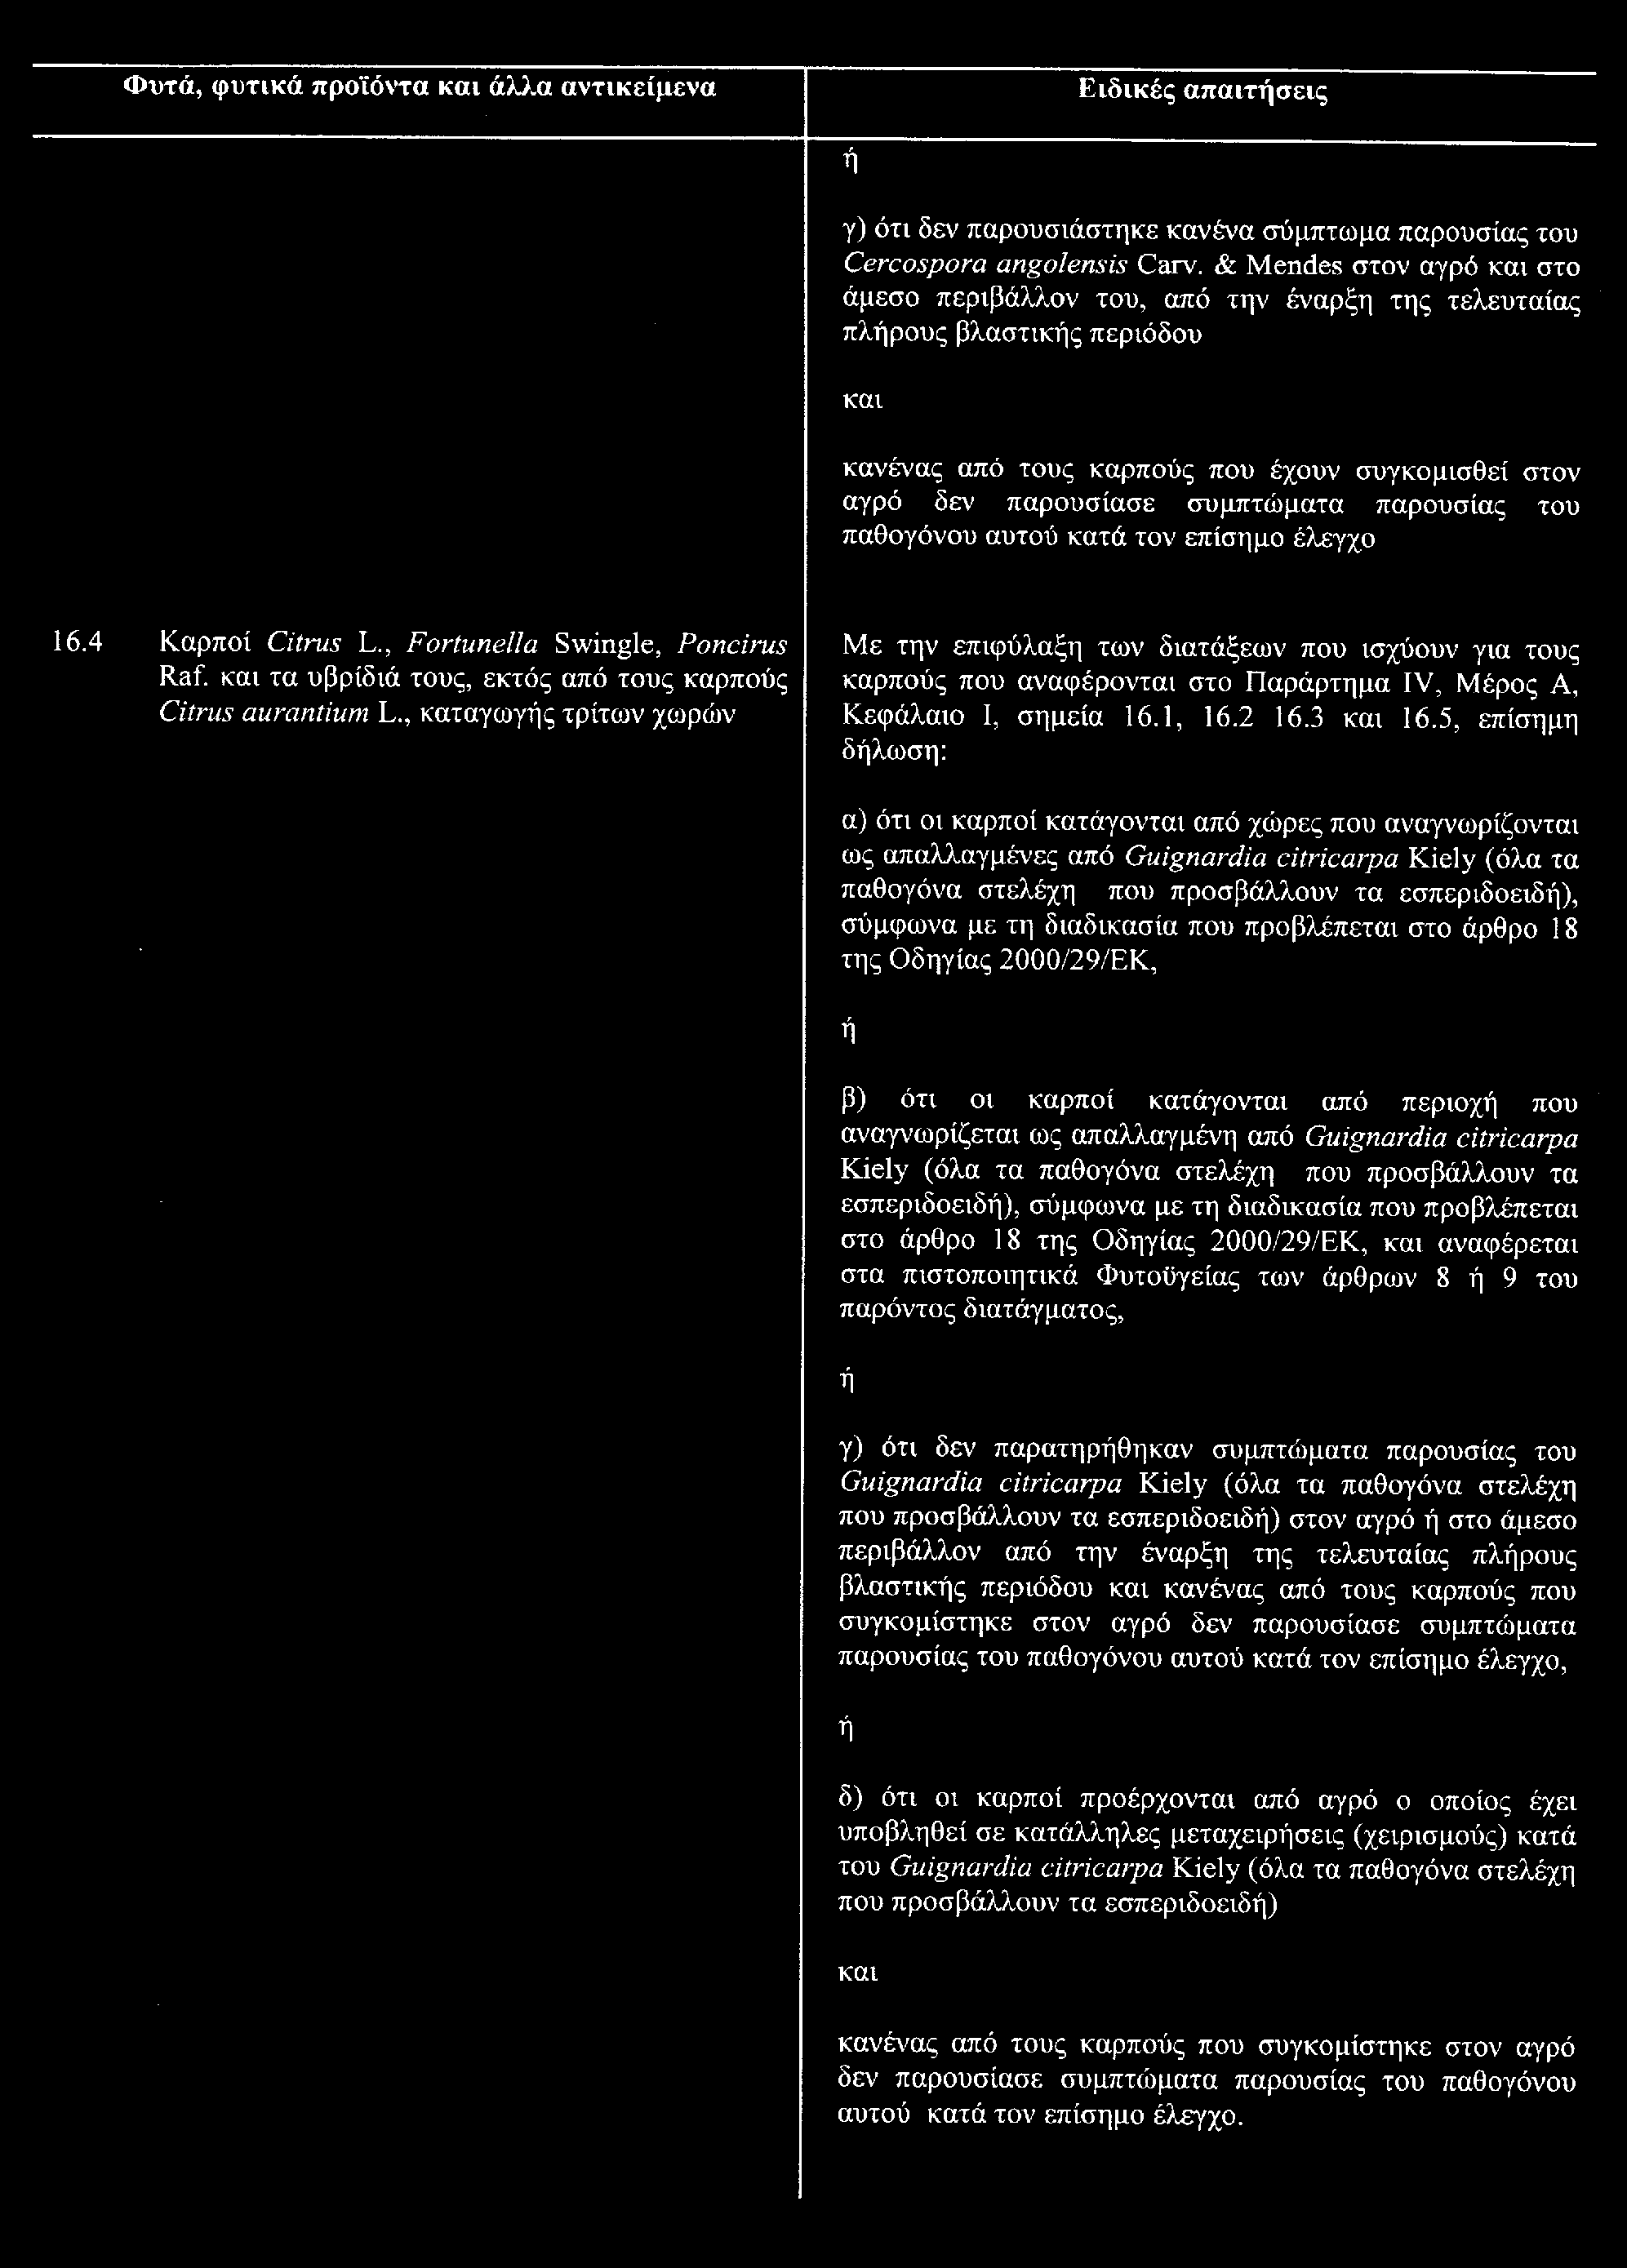 Φυτά, φυτικά προϊόντα και άλλα αντικείμενα
Ειδικές απαιτήσεις
ή
γ) ότι δεν παρουσιάστηκε κανένα σύμπτωμα παρουσίας του
Cercospora angolensis Carv. & Mendes στον αγρό και στο
άμεσο περιβάλλον του, από την έναρξη της τελευταίας
πλήρους βλαστικής περιόδου
και
κανένας από τους καρπούς που έχουν συγκομισθεί στον
αγρό δεν παρουσίασε συμπτώματα παρουσίας του
παθογόνου αυτού κατά τον επίσημο έλεγχο
16.4 Καρποί Citrus L., Fortunella Swingle, Poncirus
Raf. και τα υβρίδιά τους, εκτός από τους καρπούς
Citrus aurantium L., καταγωγής τρίτων χωρών
Με την επιφύλαξη των διατάξεων που ισχύουν για τους
καρπούς που αναφέρονται στο Παράρτημα IV, Μέρος Α,
Κεφάλαιο Ι, σημεία 16.1, 16.2 16.3 και 16.5, επίσημη
δήλωση:
α) ότι οι καρποί κατάγονται από χώρες που αναγνωρίζονται
ως απαλλαγμένες από Guignardia citricarpa Kiely (όλα τα
παθογόνα στελέχη που προσβάλλουν τα εσπεριδοειδή),
σύμφωνα με τη διαδικασία που προβλέπεται στο άρθρο 18
της Οδηγίας 2000/29/ΕΚ,
ή
β) ότι οι καρποί κατάγονται από περιοχή που
αναγνωρίζεται ως απαλλαγμένη από Guignardia citricarpa
Kiely (όλα τα παθογόνα στελέχη που προσβάλλουν τα
εσπεριδοειδή), σύμφωνα με τη διαδικασία που προβλέπεται
στο άρθρο 18 της Οδηγίας 2000/29/ΕΚ, και αναφέρεται
στα πιστοποιητικά Φυτοϋγείας των άρθρων 8 ή 9 του
παρόντος διατάγματος,
ή
γ) ότι δεν παρατηρήθηκαν συμπτώματα παρουσίας του
Guignardia citricarpa Kiely (όλα τα παθογόνα στελέχη
που προσβάλλουν τα εσπεριδοειδή) στον αγρό ή στο άμεσο
περιβάλλον από την έναρξη της τελευταίας πλήρους
βλαστικής περιόδου και κανένας από τους καρπούς που
συγκομίστηκε στον αγρό δεν παρουσίασε συμπτώματα
παρουσίας του παθογόνου αυτού κατά τον επίσημο έλεγχο,
ή
δ) ότι οι καρποί προέρχονται από αγρό ο οποίος έχει
υποβληθεί σε κατάλληλες μεταχειρήσεις (χειρισμούς) κατά
του Guignardia citricarpa Kiely (όλα τα παθογόνα στελέχη
που προσβάλλουν τα εσπεριδοειδή)
και
κανένας από τους καρπούς που συγκομίστηκε στον αγρό
δεν παρουσίασε συμπτώματα παρουσίας του παθογόνου
αυτού κατά τον επίσημο έλεγχο.